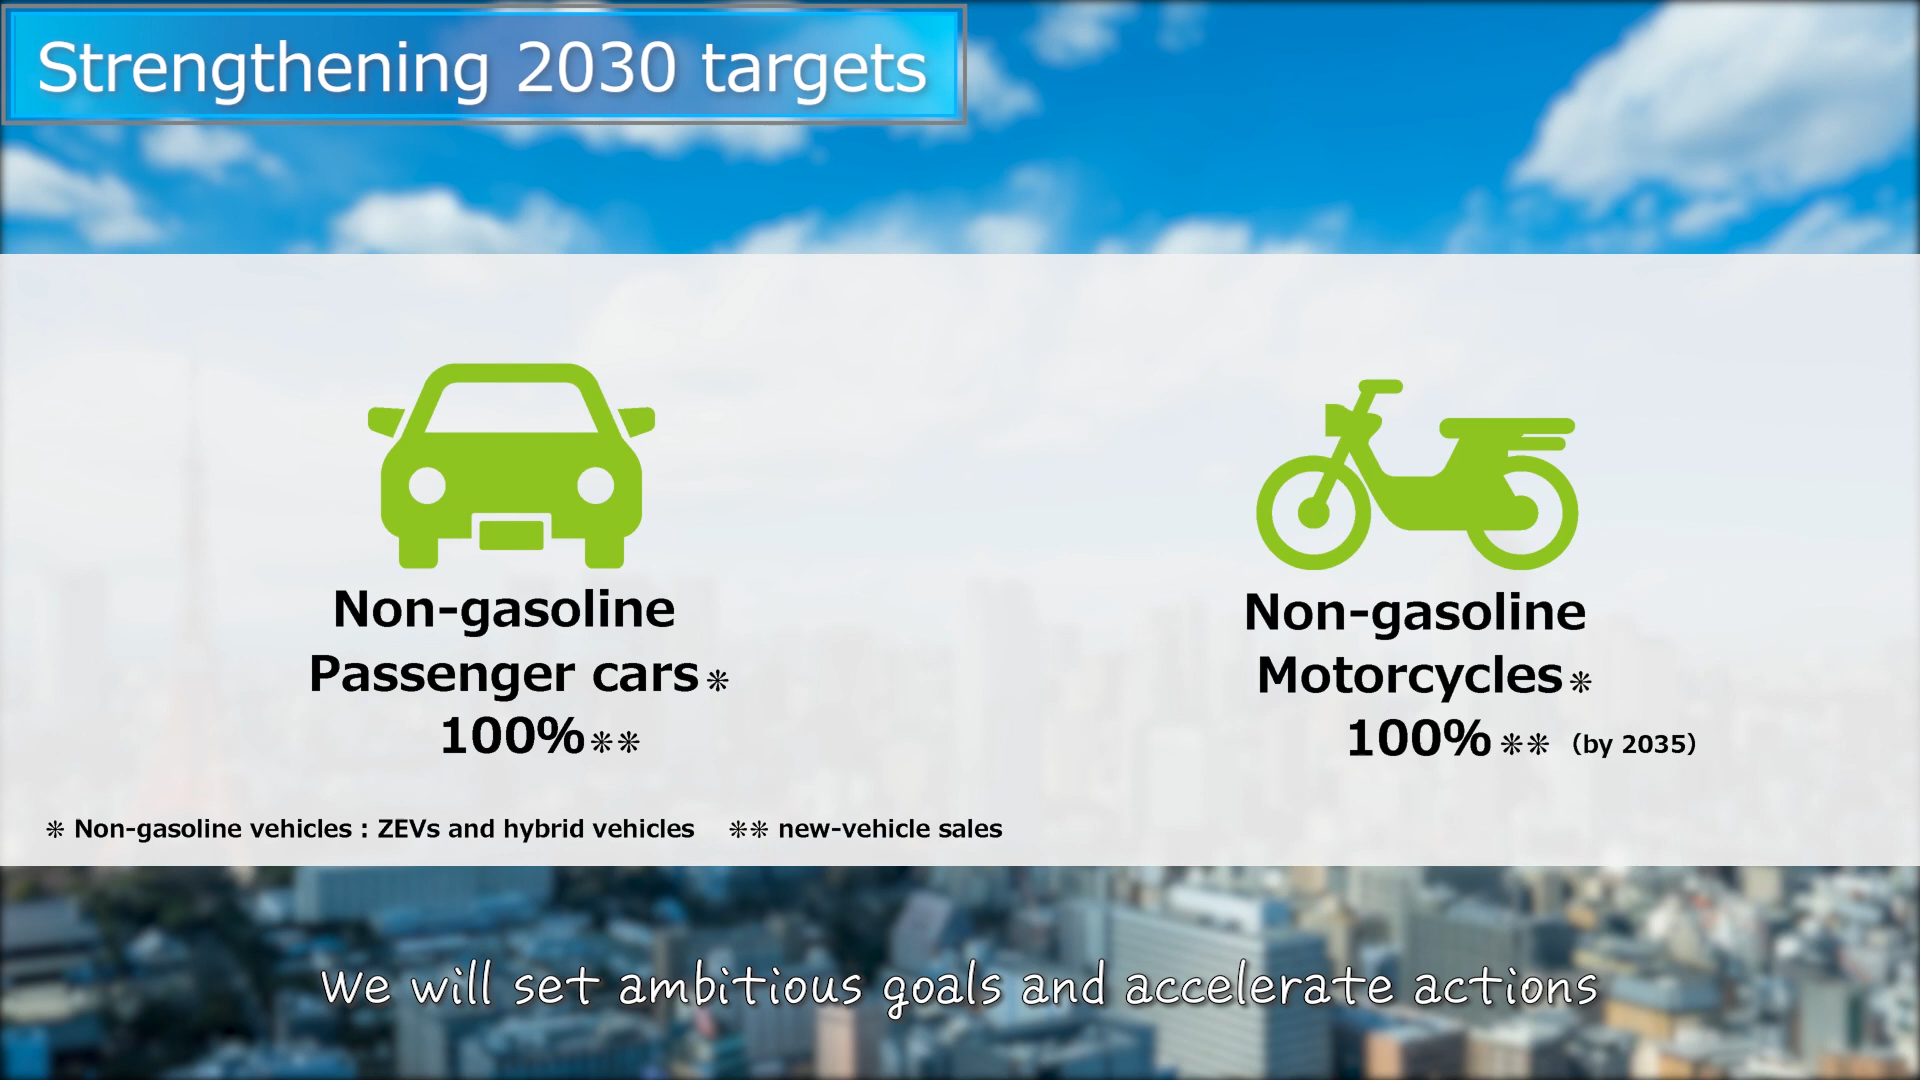 Strengthening 2030 targets
Non-gasoline
Passenger cars＊
100%＊＊
Non-gasoline
Motorcycles＊
100%＊＊（by 2035）
＊ Non-gasoline vehicles : ZEVs and hybrid vehicles ＊＊ new-vehicle sales
We will set ambitious goals and accelerate actions